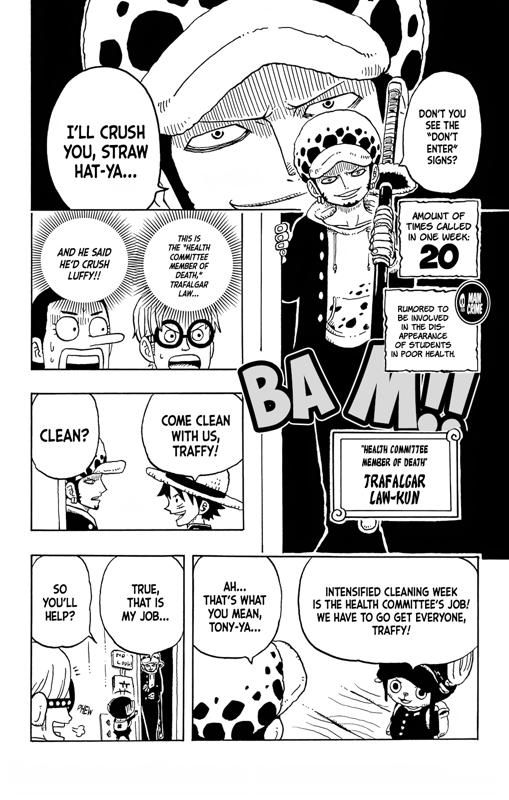 I'LL CRUSH
YOU, STRAW
HAT-YA...
DON'T YOU
SEE THE
"DON'T
ENTER"
SIGNS?
AMOUNT OF
TIMES CALLED
IN ONE WEEK:
20
MAIN
CRIME
RUMORED TO
BE INVOLVED
IN THE DIS-
APPEARANCE
OF STUDENTS
IN POOR HEALTH.
BAM!!
"HEALTH COMMITTEE
MEMBER OF DEATH"
TRAFALGAR
LAW-KUN
THIS IS
THE "HEALTH
COMMITTEE
MEMBER OF
DEATH,"
TRAFALGAR
LAW...
AND HE SAID
HE'D CRUSH
LUFFY!!
COME CLEAN
WITH US,
TRAFFY!
CLEAN?
INTENSIFIED CLEANING WEEK
IS THE HEALTH COMMITTEE'S JOB!
WE HAVE TO GO GET EVERYONE,
TRAFFY!
AH...
THAT'S WHAT
YOU MEAN,
TONY-YA...
TRUE,
THAT IS
MY JOB...
SO
YOU'LL
HELP?
PHEW